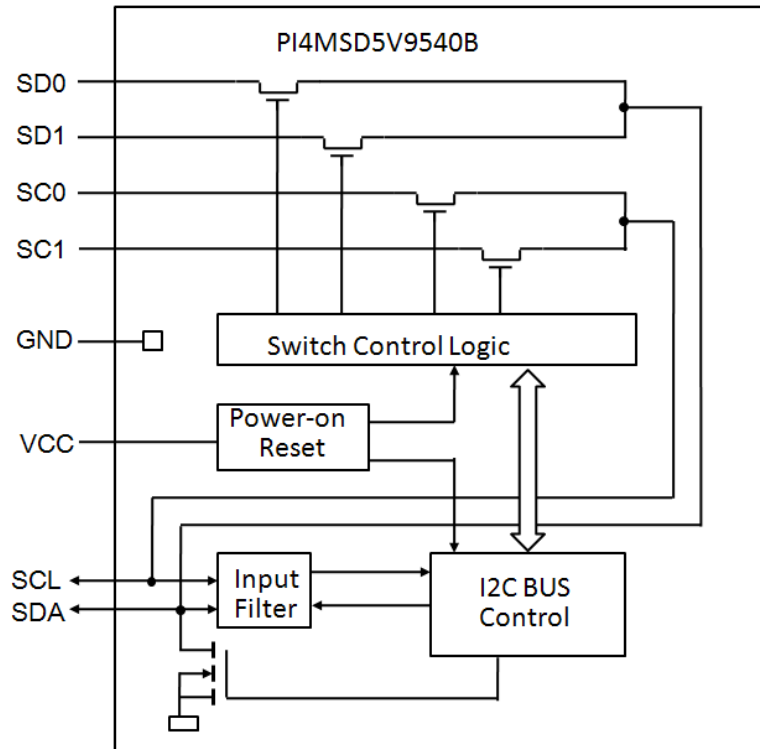 PI4MSD5V9540B
SD0
SD1
SC0
SC1
GND
Switch Control Logic
Power-on
Reset
VCC
SCL
SDA
Input
Filter
I2C BUS
Control